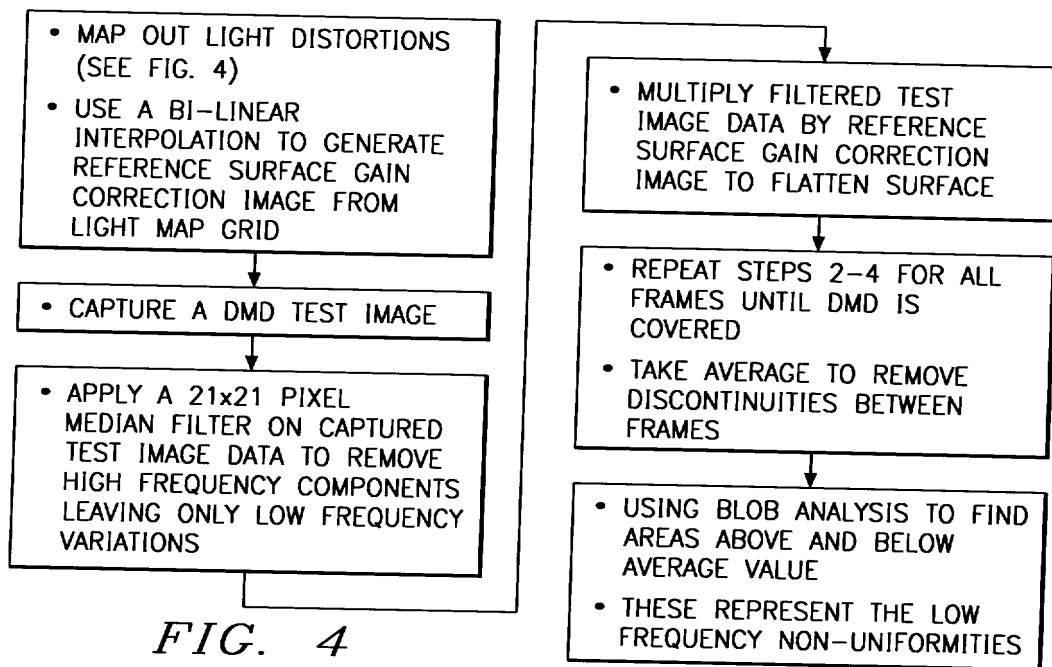 • MAP OUT LIGHT DISTORTIONS
(SEE FIG. 4)
• USE A BI-LINEAR
INTERPOLATION TO GENERATE
REFERENCE SURFACE GAIN
CORRECTION IMAGE FROM
LIGHT MAP GRID
• CAPTURE A DMD TEST IMAGE
• APPLY A 21x21 PIXEL
MEDIAN FILTER ON CAPTURED
TEST IMAGE DATA TO REMOVE
HIGH FREQUENCY COMPONENTS
LEAVING ONLY LOW FREQUENCY
VARIATIONS
• MULTIPLY FILTERED TEST
IMAGE DATA BY REFERENCE
SURFACE GAIN CORRECTION
IMAGE TO FLATTEN SURFACE
• REPEAT STEPS 2-4 FOR ALL
FRAMES UNTIL DMD IS
COVERED
• TAKE AVERAGE TO REMOVE
DISCONTINUITIES BETWEEN
FRAMES
• USING BLOB ANALYSIS TO FIND
AREAS ABOVE AND BELOW
AVERAGE VALUE
• THESE REPRESENT THE LOW
FREQUENCY NON-UNIFORMITIES
FIG. 4